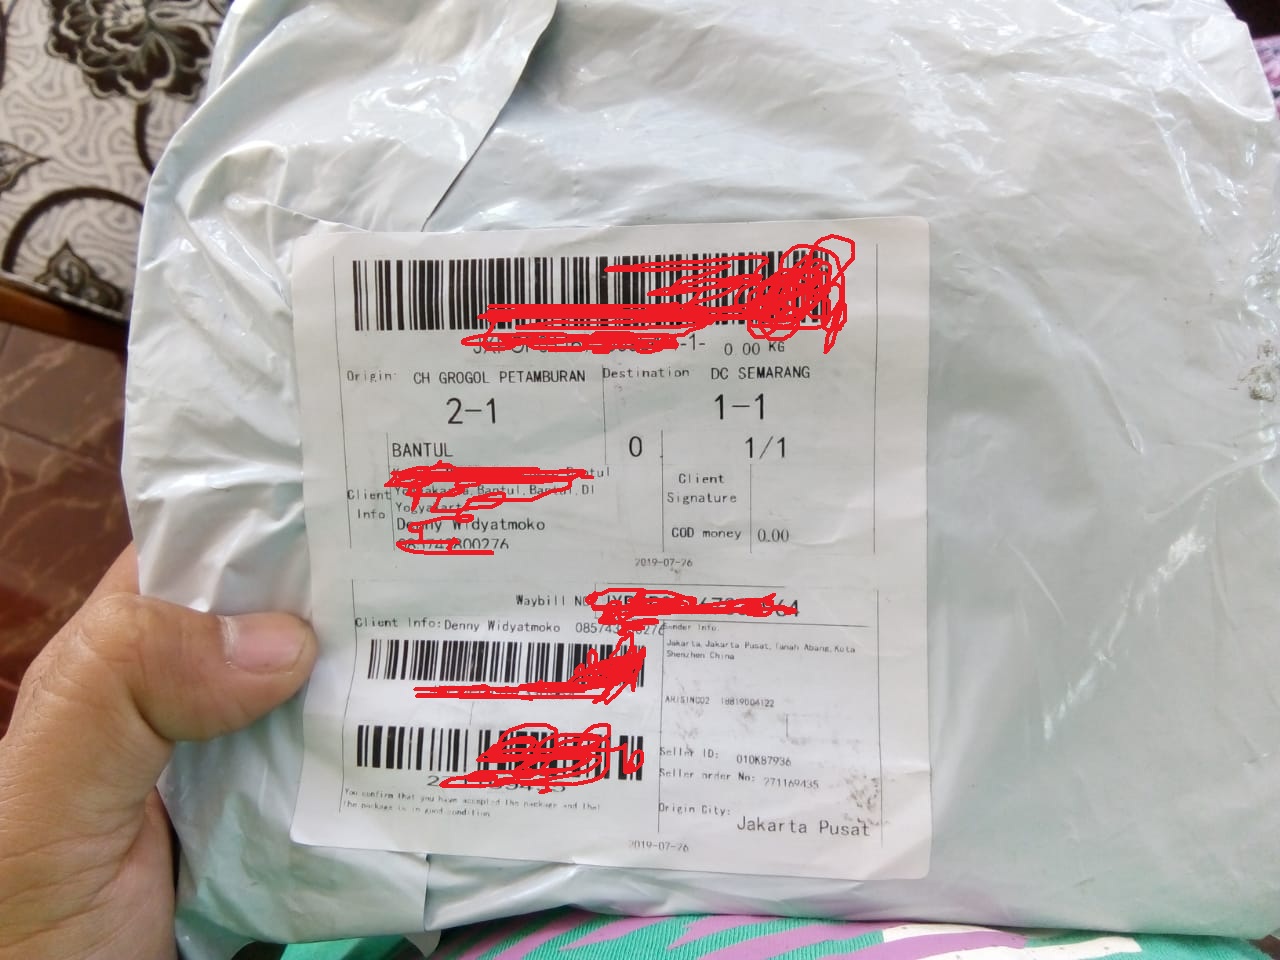 0.00 KG
Origin: CH GROGOL PETAMBURAN
Destination DC SEMARANG
2-1
1-1
BANTUL
0
1/1
Client Info
Client Signature
Denny Widyatmoko
COD money 0.00
2019-07-26
Waybill NO
Client Info: Denny Widyatmoko
Sender Info.
Jakarta, Jakarta Pusat, Tanah Abang, Kota
Shenzhen China
ARISING02 18819004122
Seller ID: 010K87936
Seller order No: 271169435
You confirm that you have accepted the package and that
the package is in good condition
Origin City:
Jakarta Pusat
2019-07-26